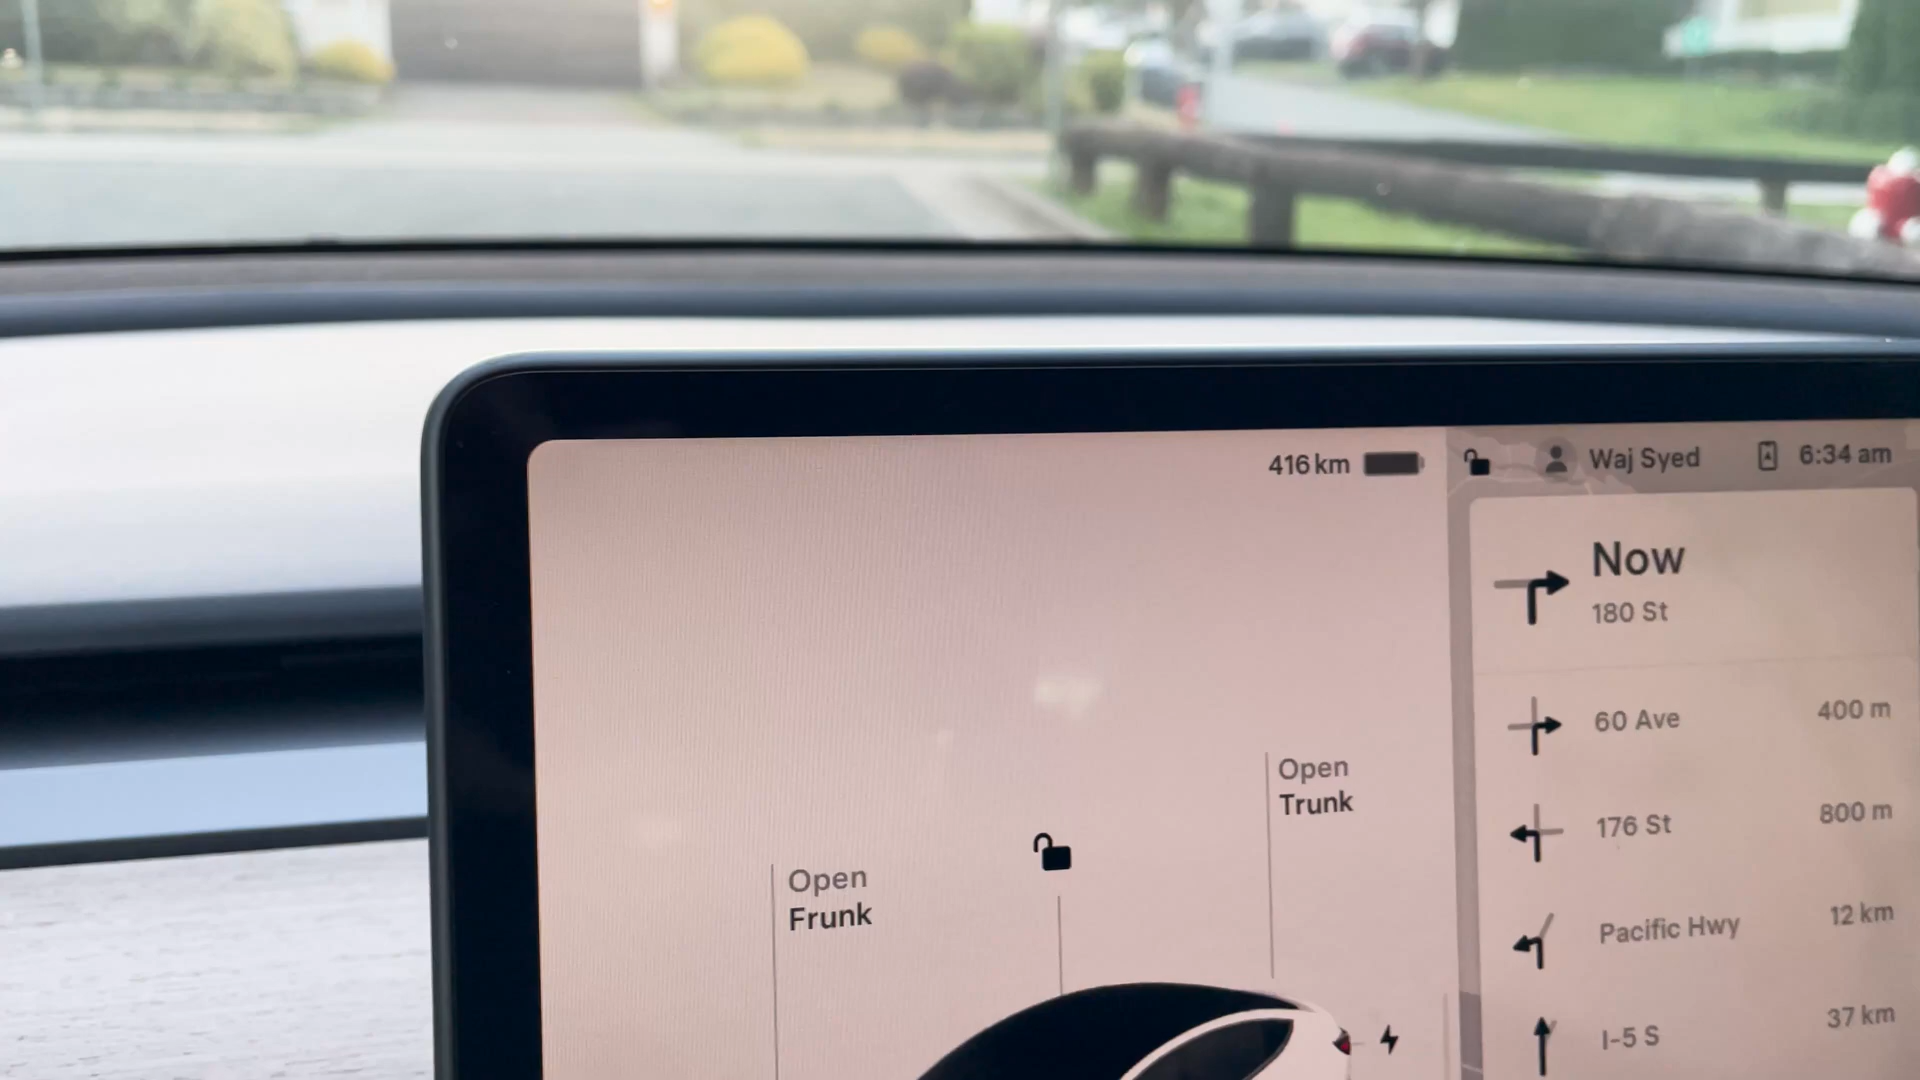 416 km
Waj Syed
6:34 am
Now
180 St
60 Ave
400 m
176 St
800 m
Pacific Hwy
12 km
I-5 S
37 km
Open
Trunk
Open
Frunk